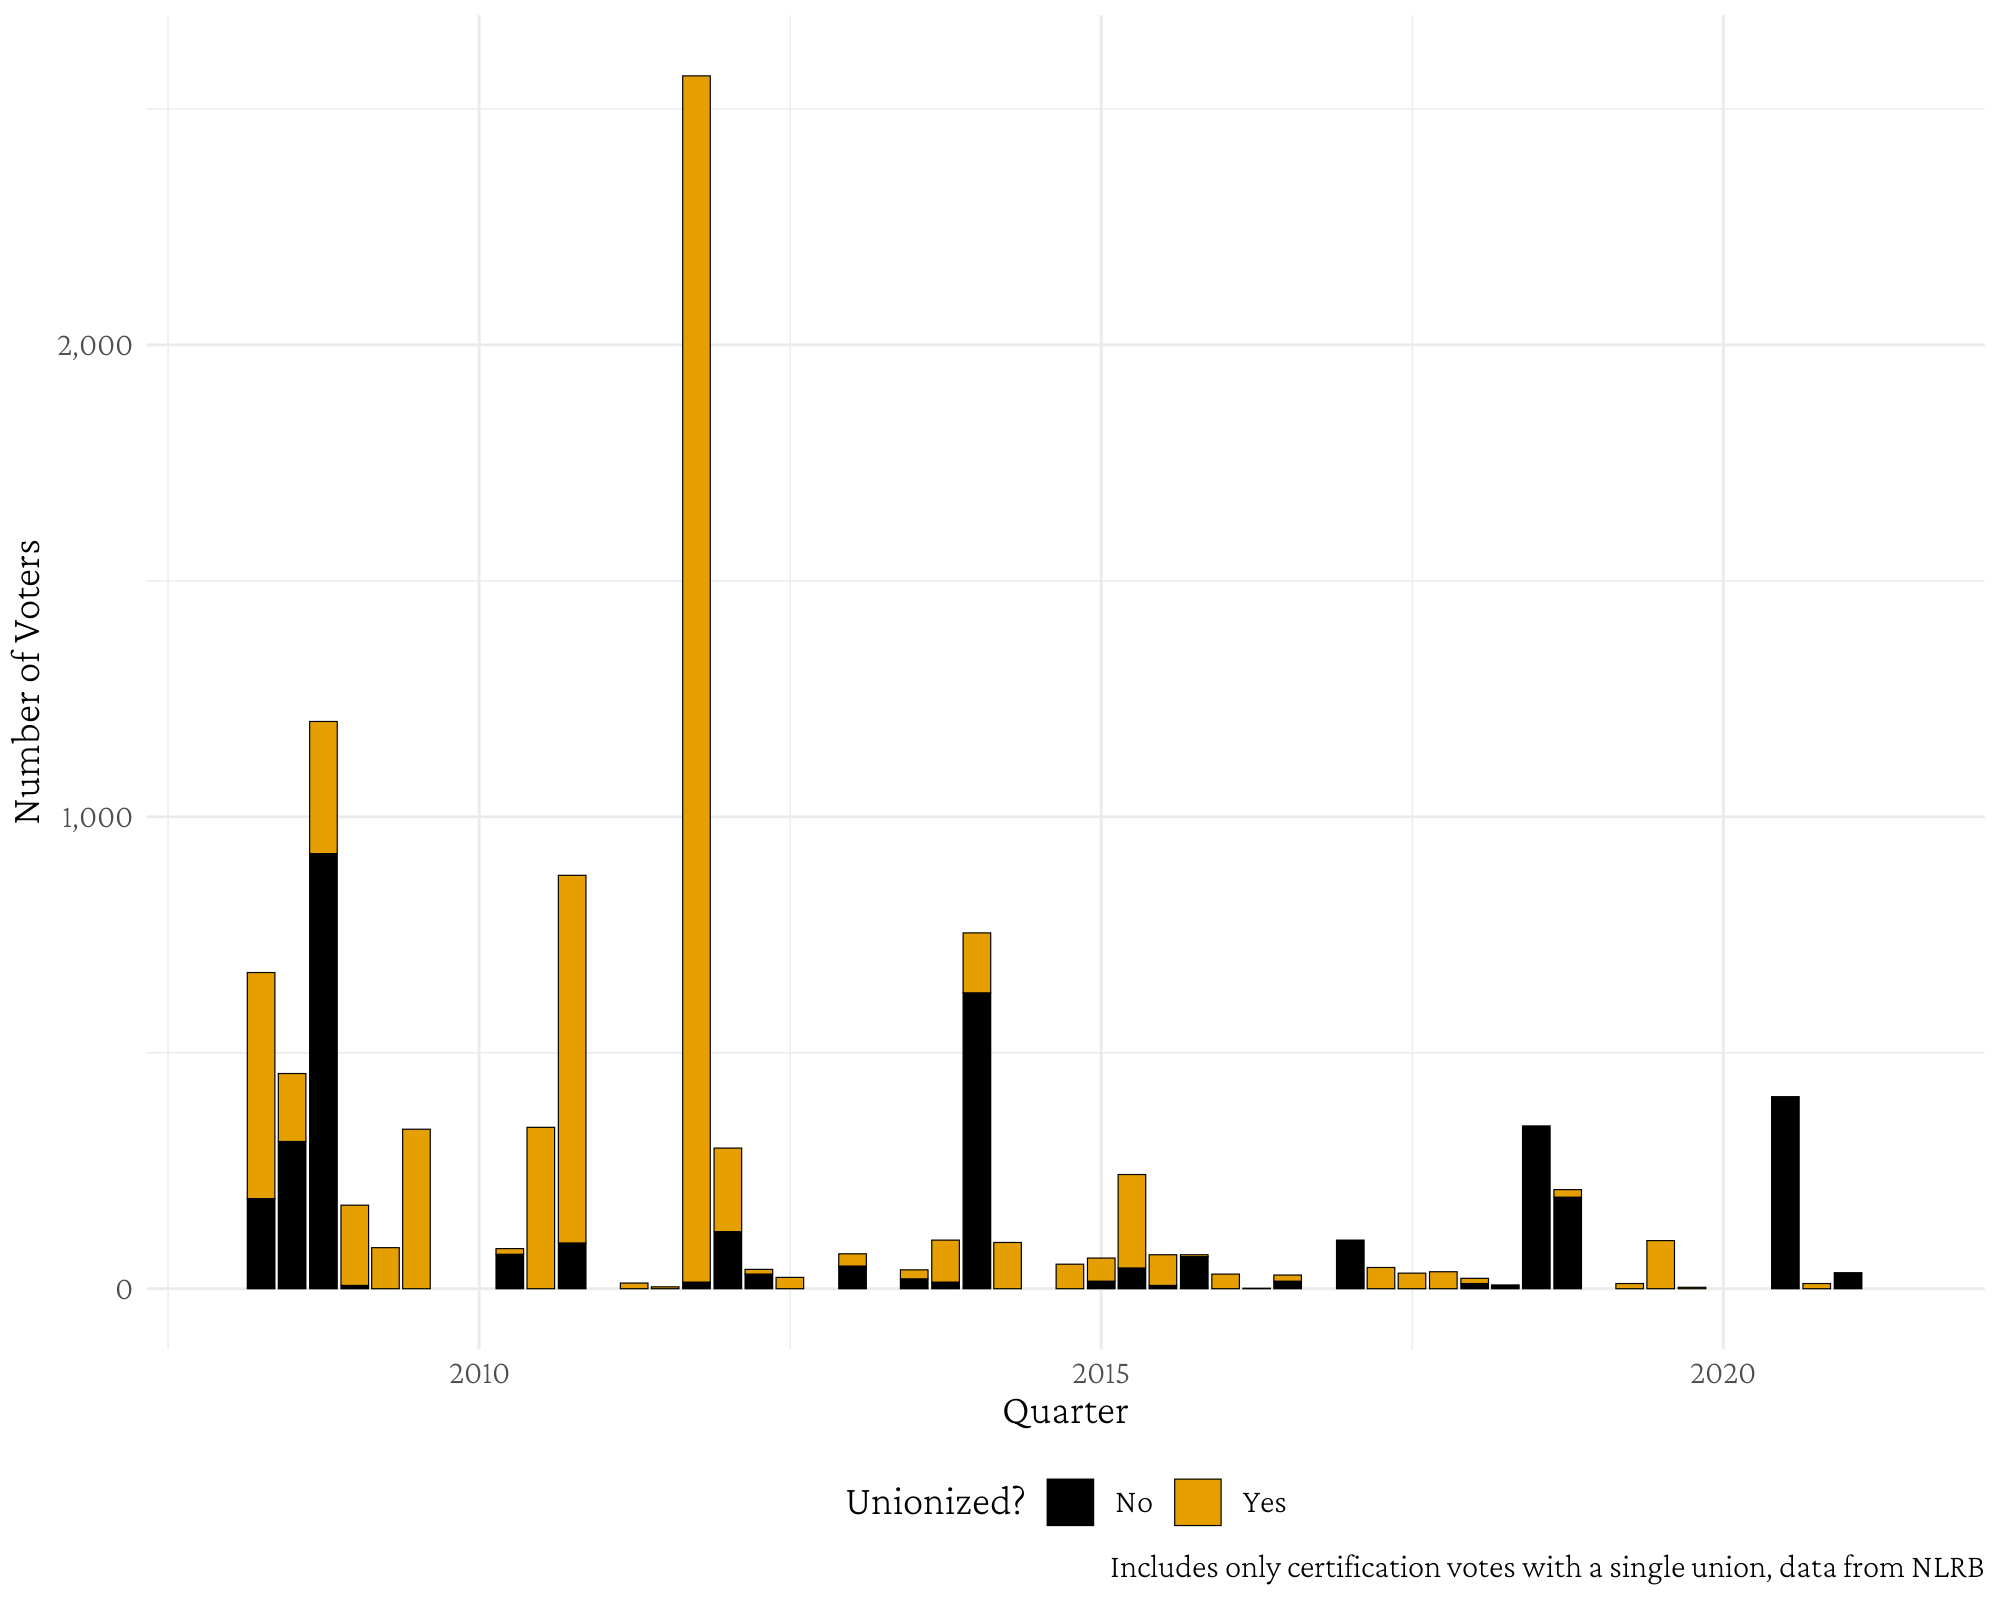 Number of Voters
2,000
1,000
0
2010 2015 2020
Quarter
Unionized? No Yes
Includes only certification votes with a single union, data from NLRB